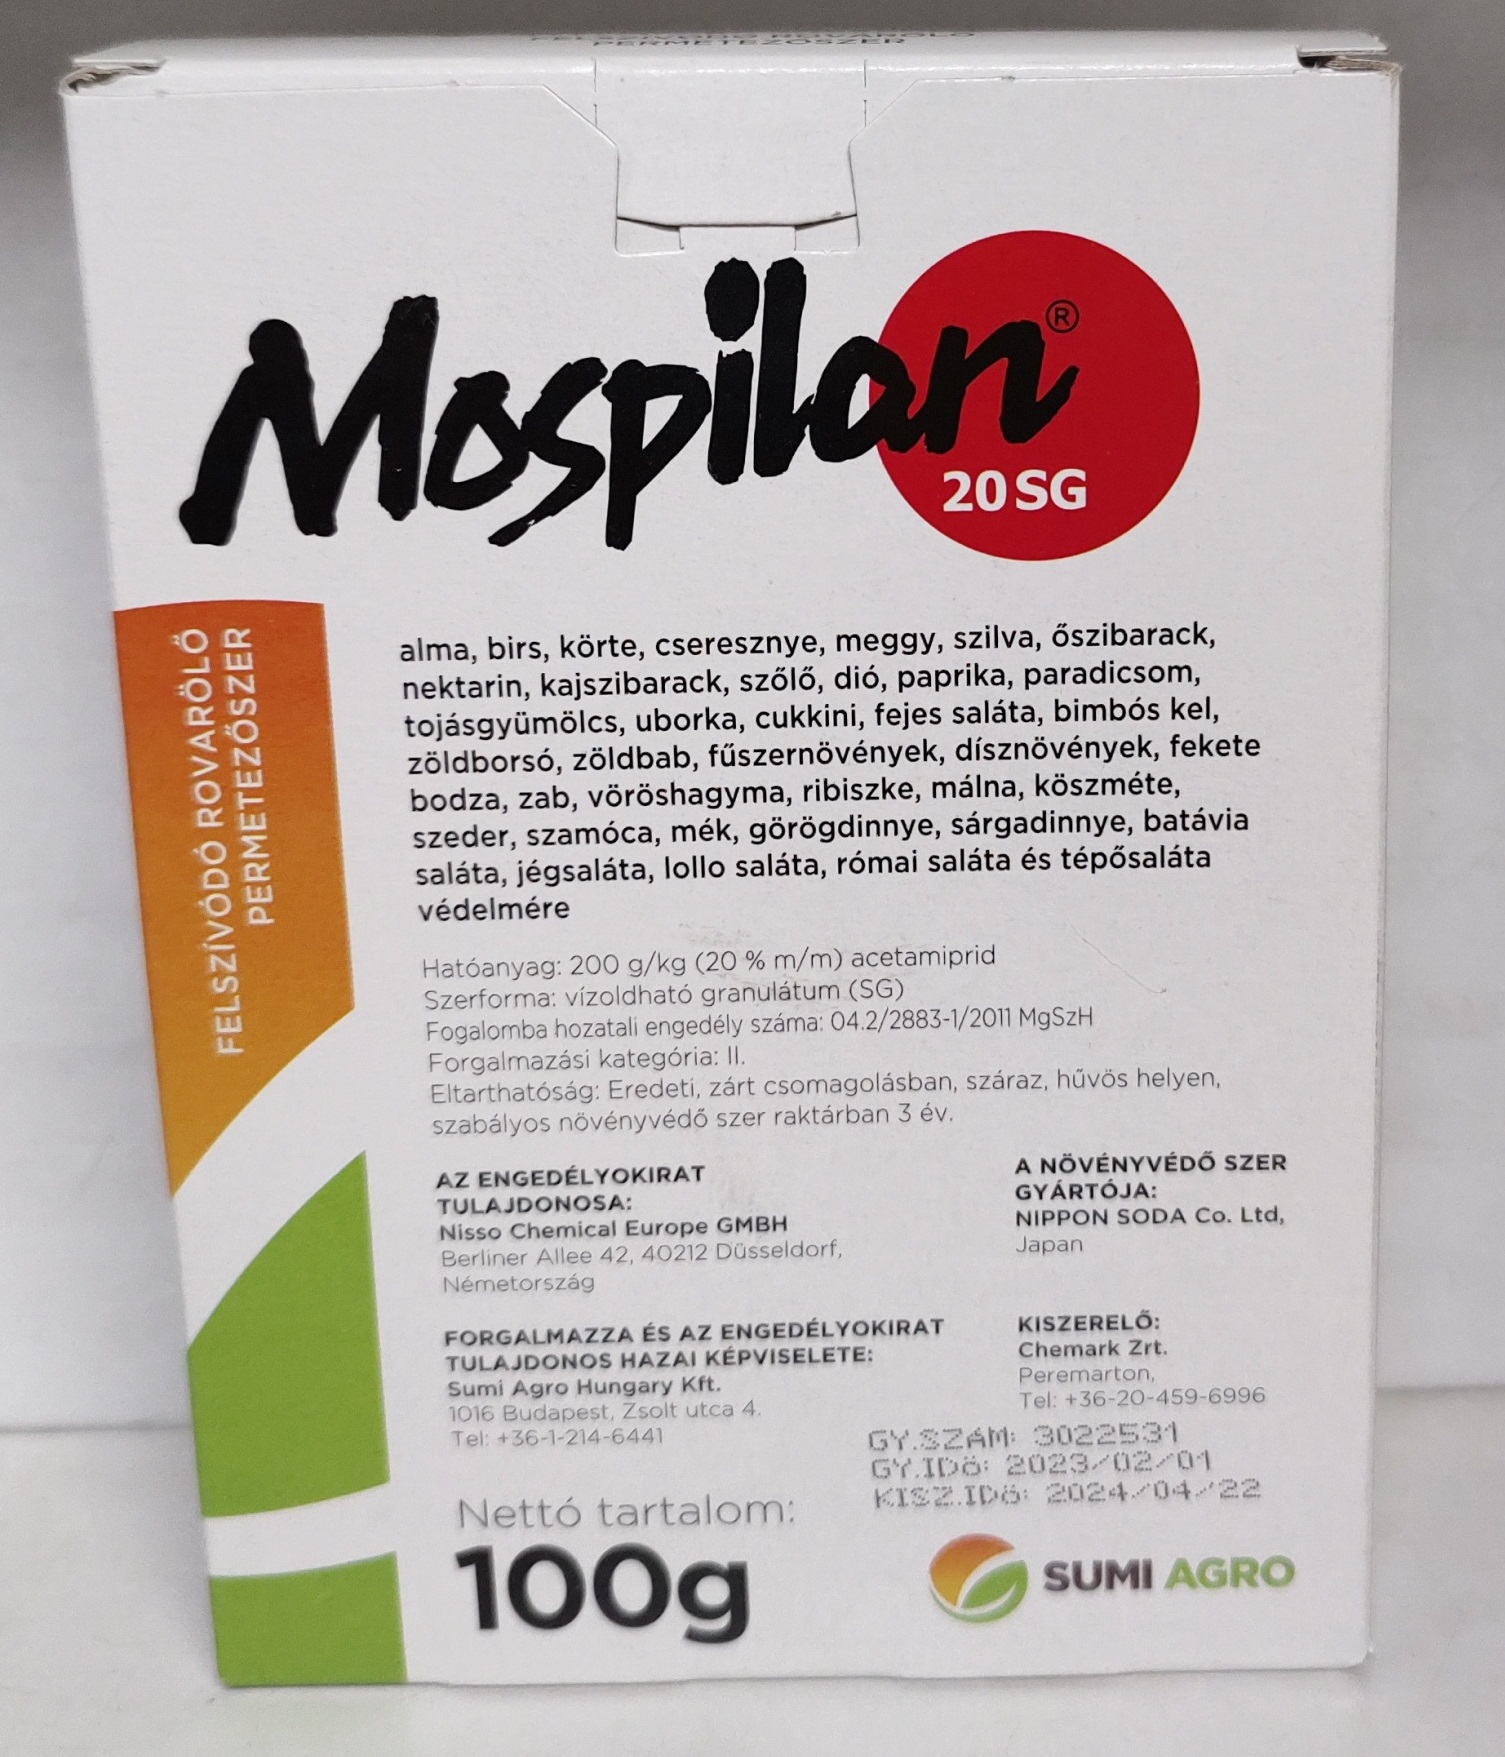 PERMETEZŐSZER
Mospilan®
20 SG
FELSZÍVÓDÓ ROVARÖLŐ
PERMETEZŐSZER
alma, birs, körte, cseresznye, meggy, szilva, őszibarack,
nektarin, kajszibarack, szőlő, dió, paprika, paradicsom,
tojásgyümölcs, uborka, cukkini, fejes saláta, bimbós kel,
zöldborsó, zöldbab, fűszernövények, dísznövények, fekete
bodza, zab, vöröshagyma, ribiszke, málna, köszméte,
szeder, szamóca, mék, görögdinnye, sárgadinnye, batávia
saláta, jégsaláta, lollo saláta, római saláta és tépősaláta
védelmére
Hatóanyag: 200 g/kg (20 % m/m) acetamiprid
Szerforma: vízoldható granulátum (SG)
Fogalomba hozatali engedély száma: 04.2/2883-1/2011 MgSzH
Forgalmazási kategória: II.
Eltarthatóság: Eredeti, zárt csomagolásban, száraz, hűvös helyen,
szabályos növényvédő szer raktárban 3 év.
AZ ENGEDÉLYOKIRAT
TULAJDONOSA:
Nisso Chemical Europe GMBH
Berliner Allee 42, 40212 Düsseldorf,
Németország
A NÖVÉNYVÉDŐ SZER
GYÁRTÓJA:
NIPPON SODA Co. Ltd,
Japan
FORGALMAZZA ÉS AZ ENGEDÉLYOKIRAT
TULAJDONOS HAZAI KÉPVISELETE:
Sumi Agro Hungary Kft.
1016 Budapest, Zsolt utca 4.
Tel: +36-1-214-6441
KISZERELŐ:
Chemark Zrt.
Peremarton,
Tel: +36-20-459-6996
GY.SZÁM: 3022531
GY.IDő: 2023/02/01
KISZ.IDő: 2024/04/22
Nettó tartalom:
100g
SUMI AGRO